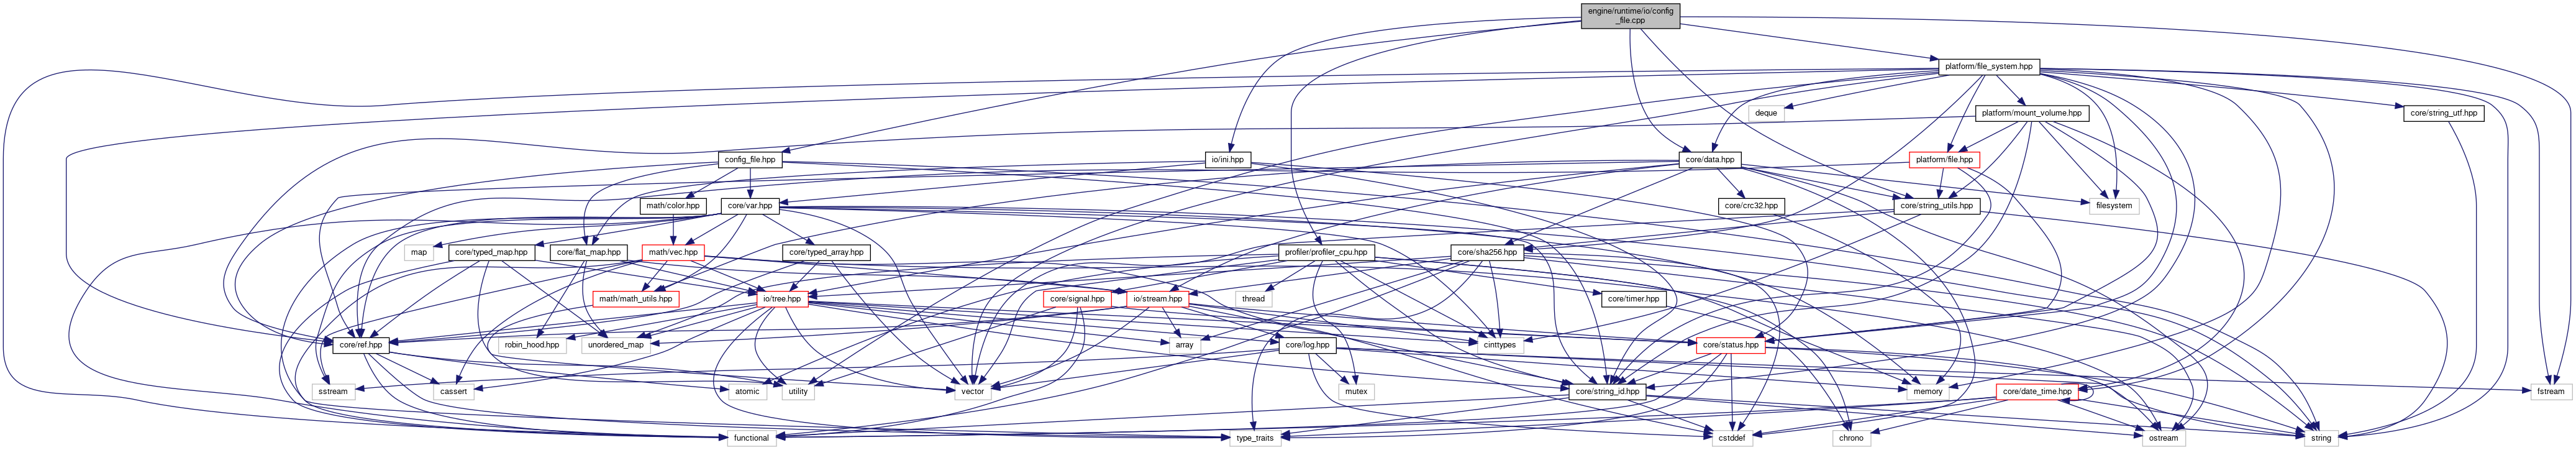 engine/runtime/io/config
_file.cpp
platform/file_system.hpp
deque
platform/mount_volume.hpp
core/string_utf.hpp
config_file.hpp
io/ini.hpp
core/data.hpp
platform/file.hpp
math/color.hpp
core/var.hpp
core/crc32.hpp
core/string_utils.hpp
filesystem
map
core/typed_map.hpp
core/flat_map.hpp
math/vec.hpp
core/typed_array.hpp
profiler/profiler_cpu.hpp
core/sha256.hpp
math/math_utils.hpp
io/tree.hpp
core/signal.hpp
io/stream.hpp
thread
core/timer.hpp
core/ref.hpp
robin_hood.hpp
unordered_map
core/log.hpp
array
cinttypes
core/status.hpp
sstream
cassert
atomic
utility
vector
mutex
core/string_id.hpp
memory
core/date_time.hpp
fstream
functional
type_traits
cstddef
chrono
ostream
string